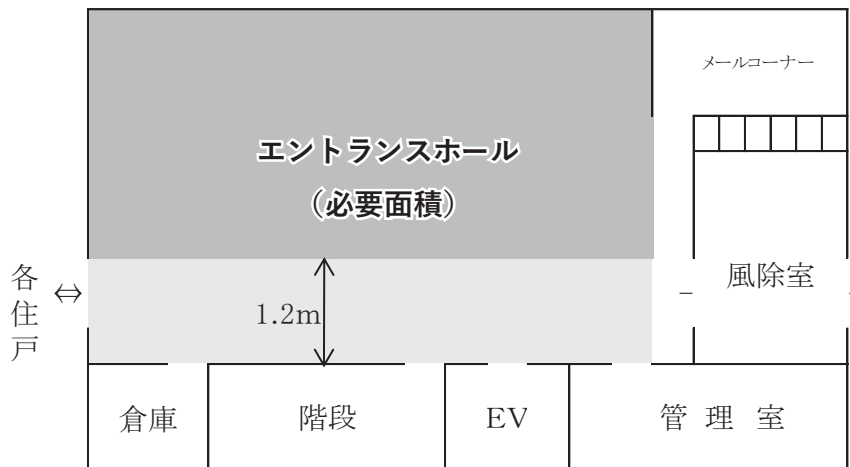 メールコーナー
エントランスホール
（必要面積）
各住戸
⇔
風除室
1.2m
倉庫
階段
EV
管理室